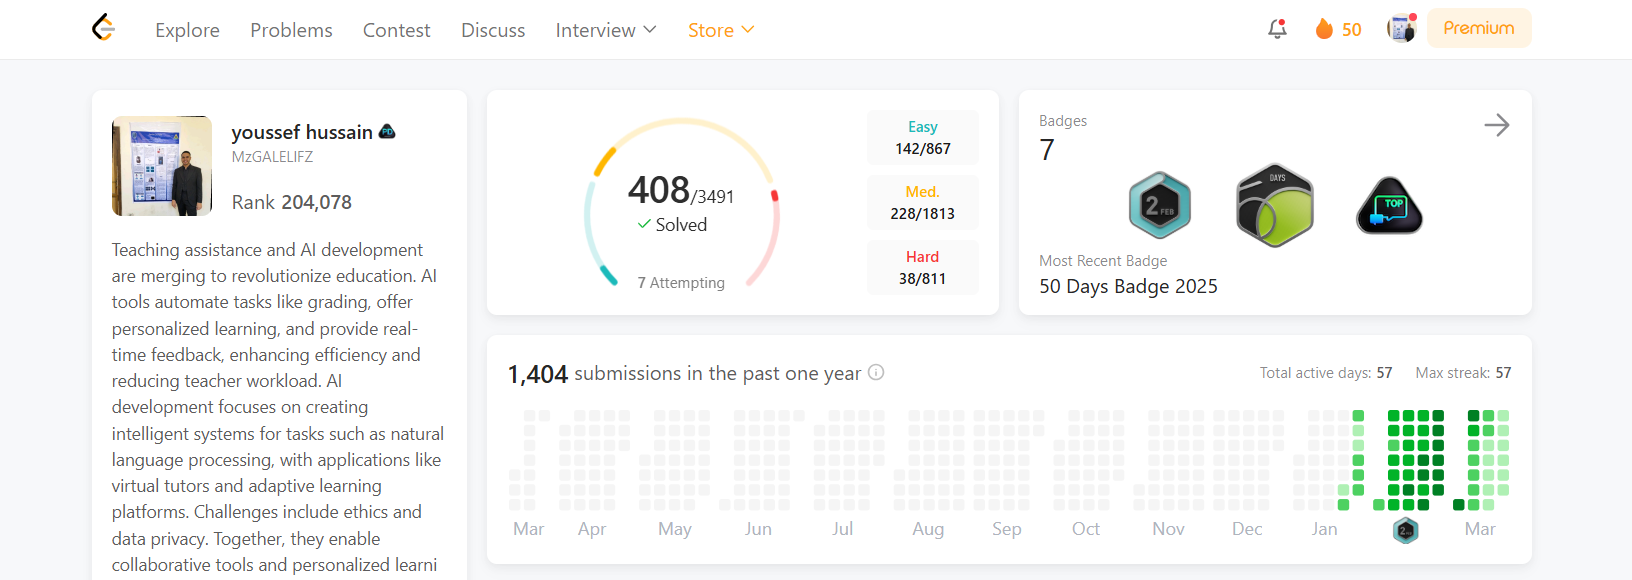 Explore
Problems
Contest
Discuss
Interview
Store
50
Premium
youssef hussain
MzGALELIFZ
Rank 204,078
Teaching assistance and AI development
are merging to revolutionize education. AI
tools automate tasks like grading, offer
personalized learning, and provide real-
time feedback, enhancing efficiency and
reducing teacher workload. AI
development focuses on creating
intelligent systems for tasks such as natural
language processing, with applications like
virtual tutors and adaptive learning
platforms. Challenges include ethics and
data privacy. Together, they enable
collaborative tools and personalized learni
408/3491
Solved
7 Attempting
Easy
142/867
Med.
228/1813
Hard
38/811
Badges
7
2 FEB
DAYS
TOP
Most Recent Badge
50 Days Badge 2025
1,404 submissions in the past one year
Total active days: 57
Max streak: 57
Mar
Apr
May
Jun
Jul
Aug
Sep
Oct
Nov
Dec
Jan
2
Mar